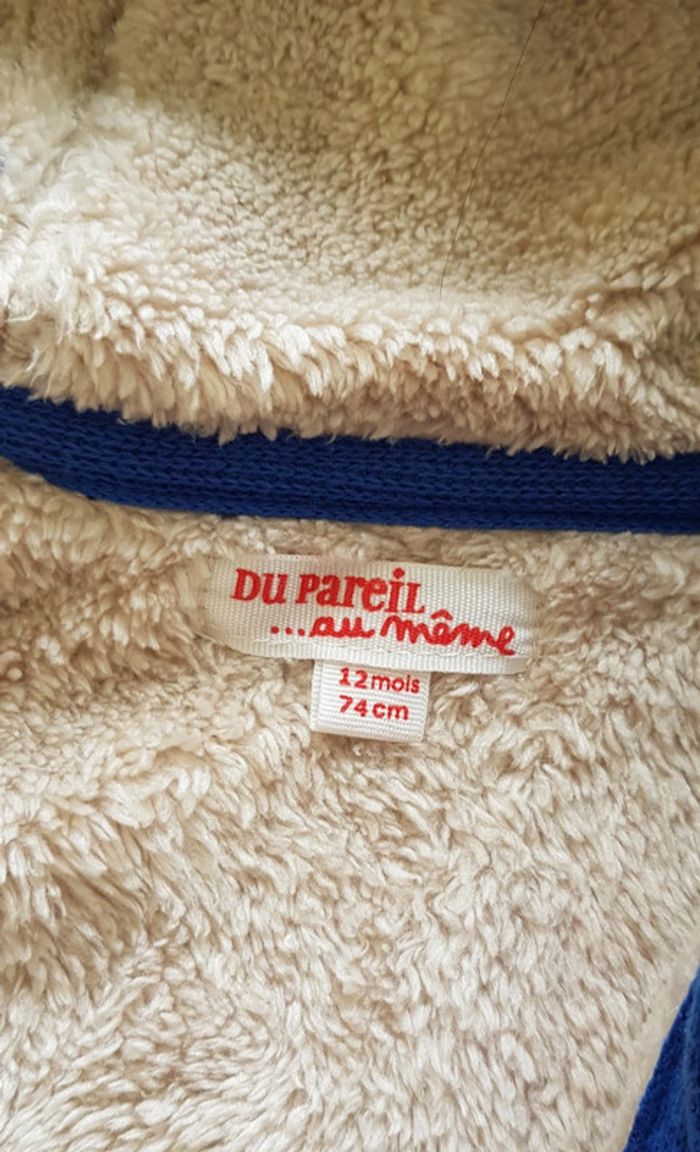 DU PAREIL
...au même
12 mois
74 cm